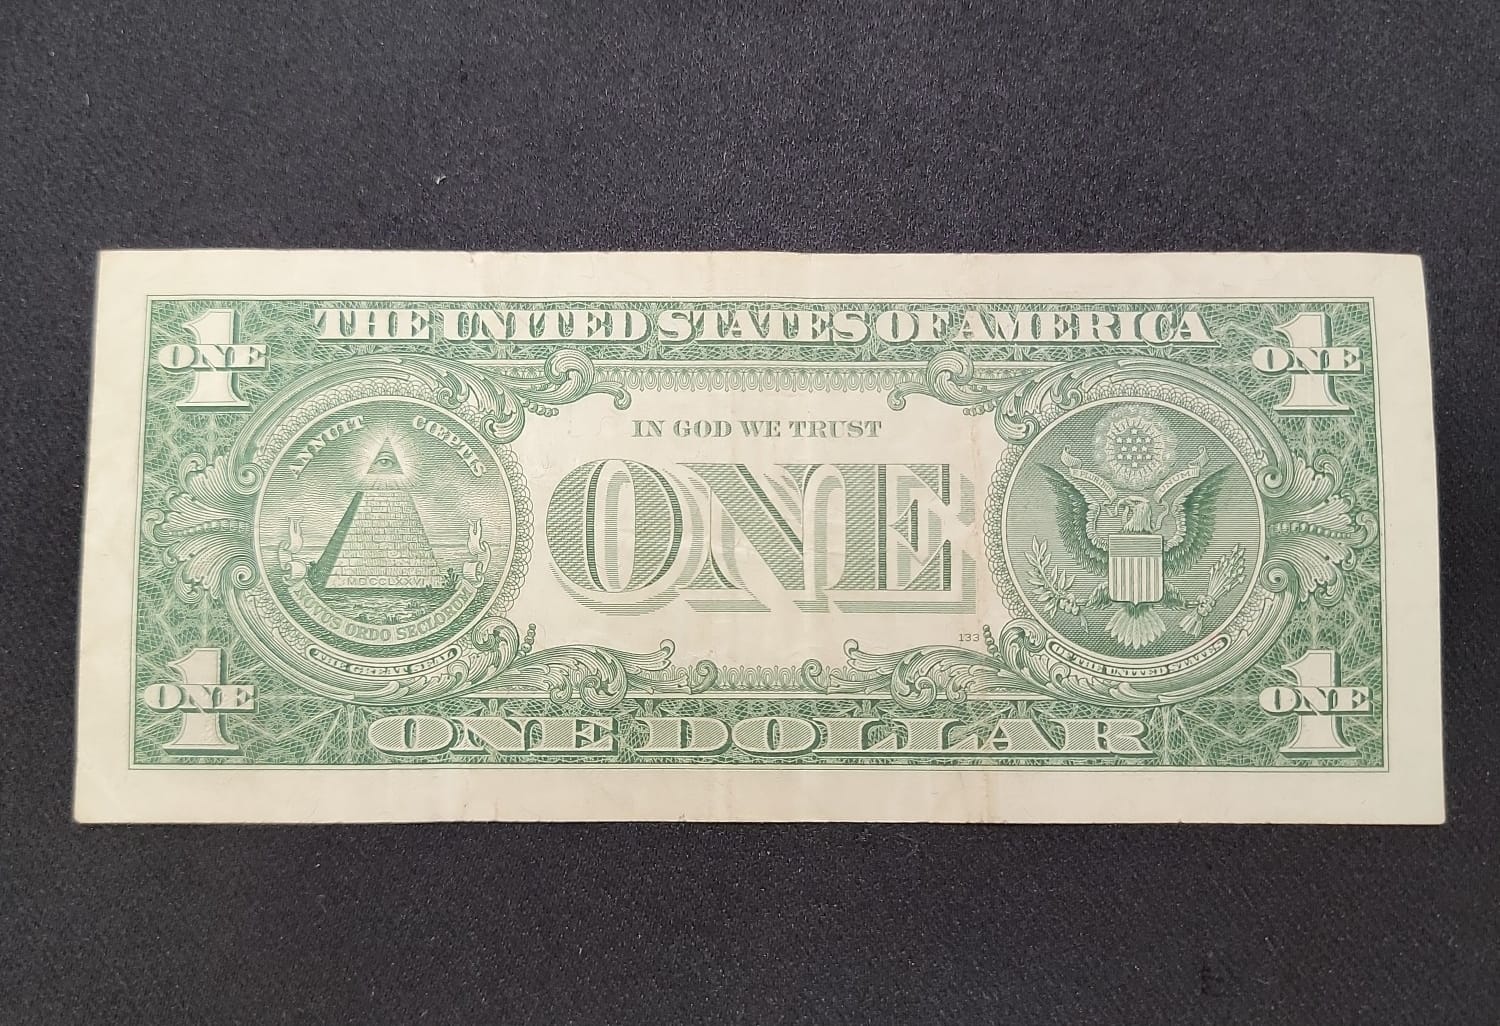 THE UNITED STATES OF AMERICA
1
ONE
1
ONE
ANNUIT CŒPTIS
MDCCLXXVI
NOVUS ORDO SECLORUM
THE GREAT SEAL
IN GOD WE TRUST
ONE
133
OF THE UNITED STATES
1
ONE
1
ONE
ONE DOLLAR